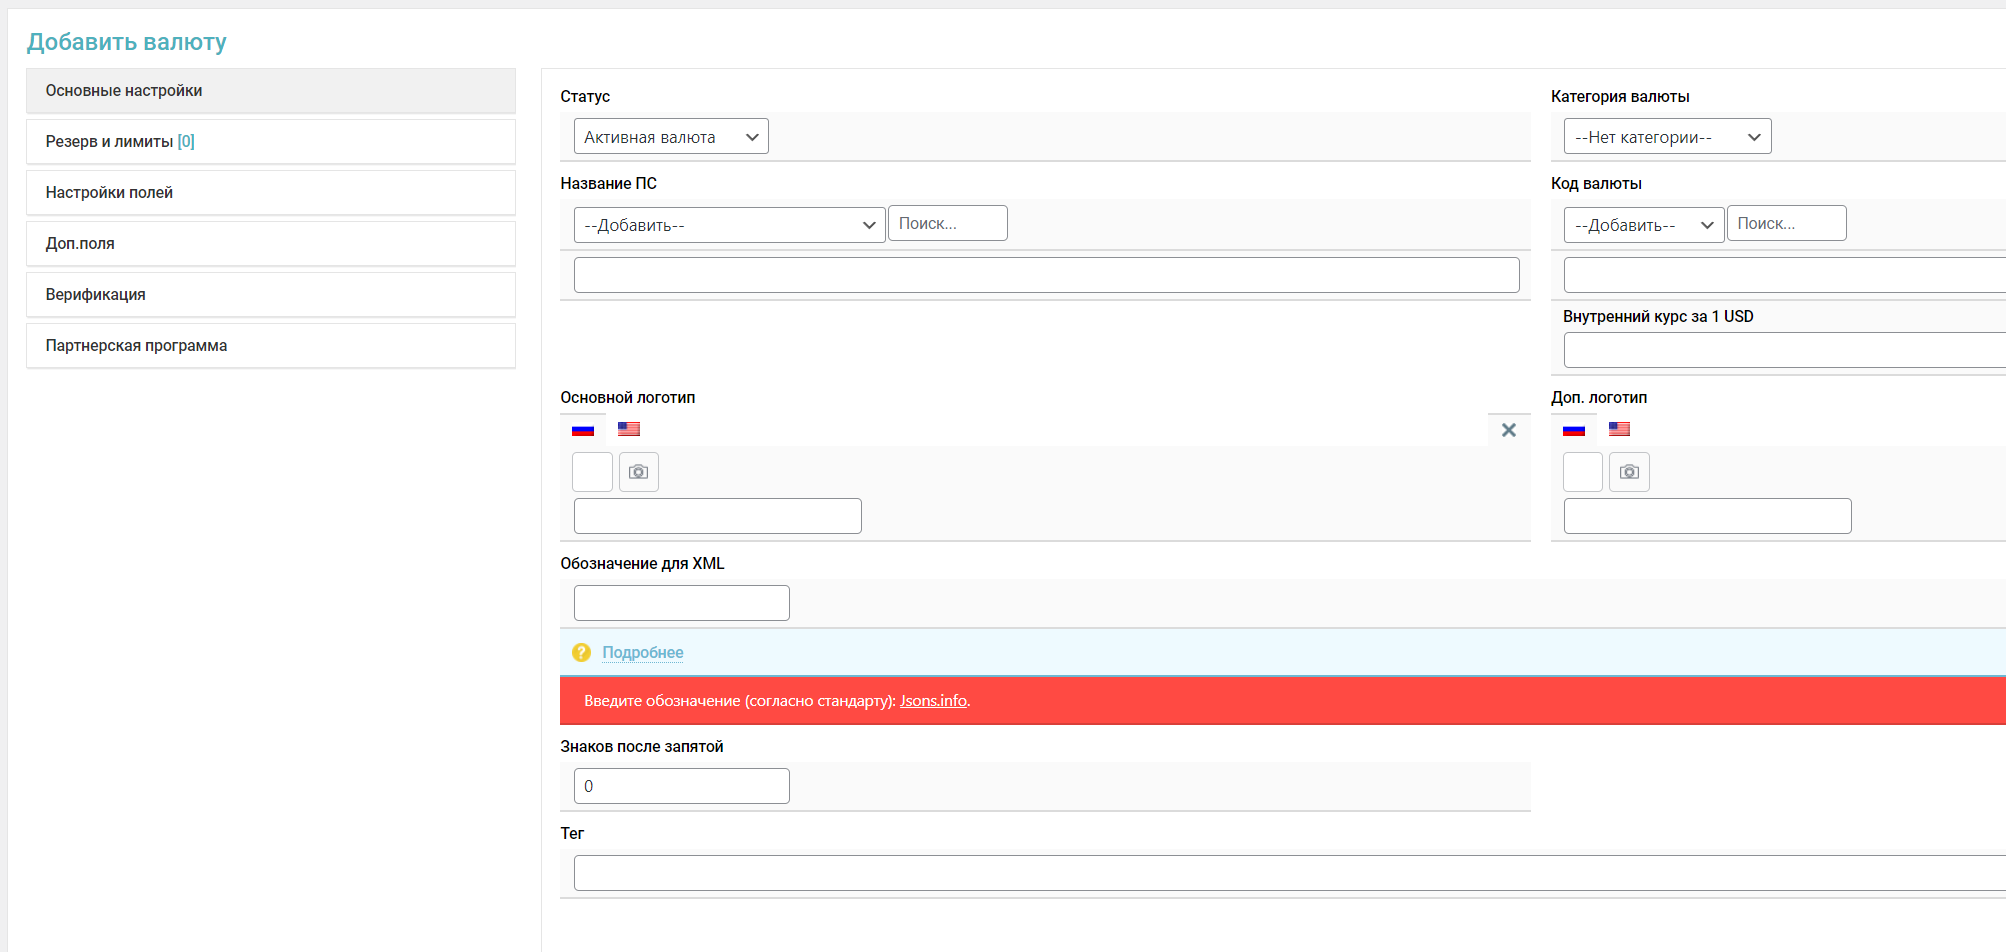 Добавить валюту
Основные настройки
Резерв и лимиты [0]
Настройки полей
Доп.поля
Верификация
Партнерская программа
Статус
Категория валюты
Активная валюта
--Нет категории--
Название ПС
Код валюты
--Добавить--
Поиск...
--Добавить--
Поиск...
Внутренний курс за 1 USD
Основной логотип
Доп. логотип
Обозначение для XML
? Подробнее
Введите обозначение (согласно стандарту): Jsons.info.
Знаков после запятой
0
Тег